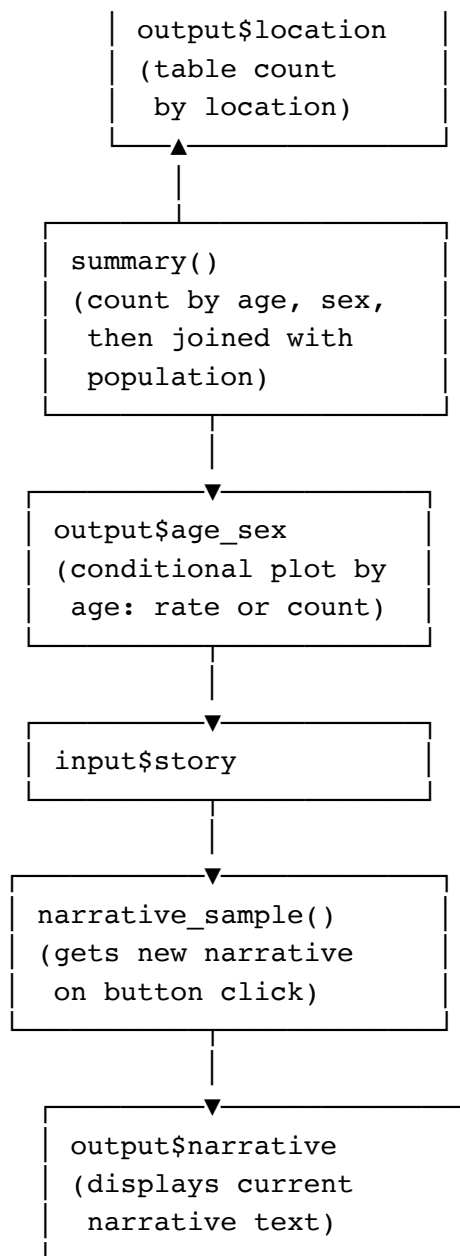 output$location
(table count
by location)
summary()
(count by age, sex,
then joined with
population)
output$age_sex
(conditional plot by
age: rate or count)
input$story
narrative_sample()
(gets new narrative
on button click)
output$narrative
(displays current
narrative text)